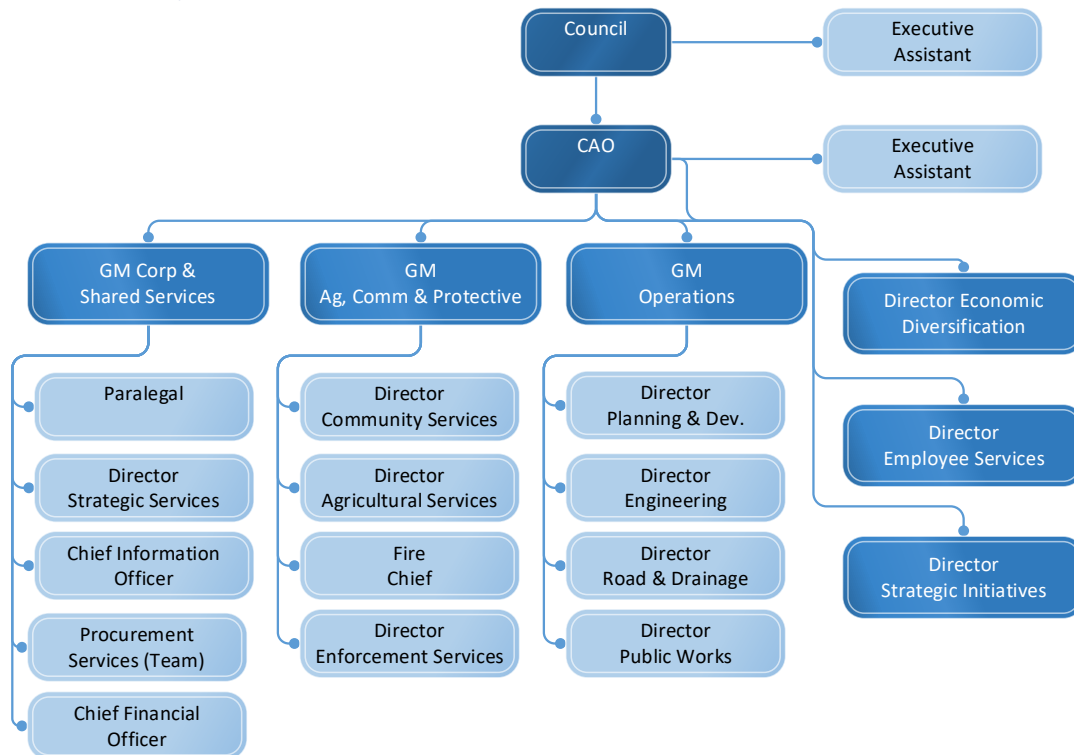 Council
Executive
Assistant
CAO
Executive
Assistant
GM Corp &
Shared Services
GM
Ag, Comm & Protective
GM
Operations
Director Economic
Diversification
Paralegal
Director
Community Services
Director
Planning & Dev.
Director
Employee Services
Director
Strategic Services
Director
Agricultural Services
Director
Engineering
Chief Information
Officer
Fire
Chief
Director
Road & Drainage
Director
Strategic Initiatives
Procurement
Services (Team)
Director
Enforcement Services
Director
Public Works
Chief Financial
Officer